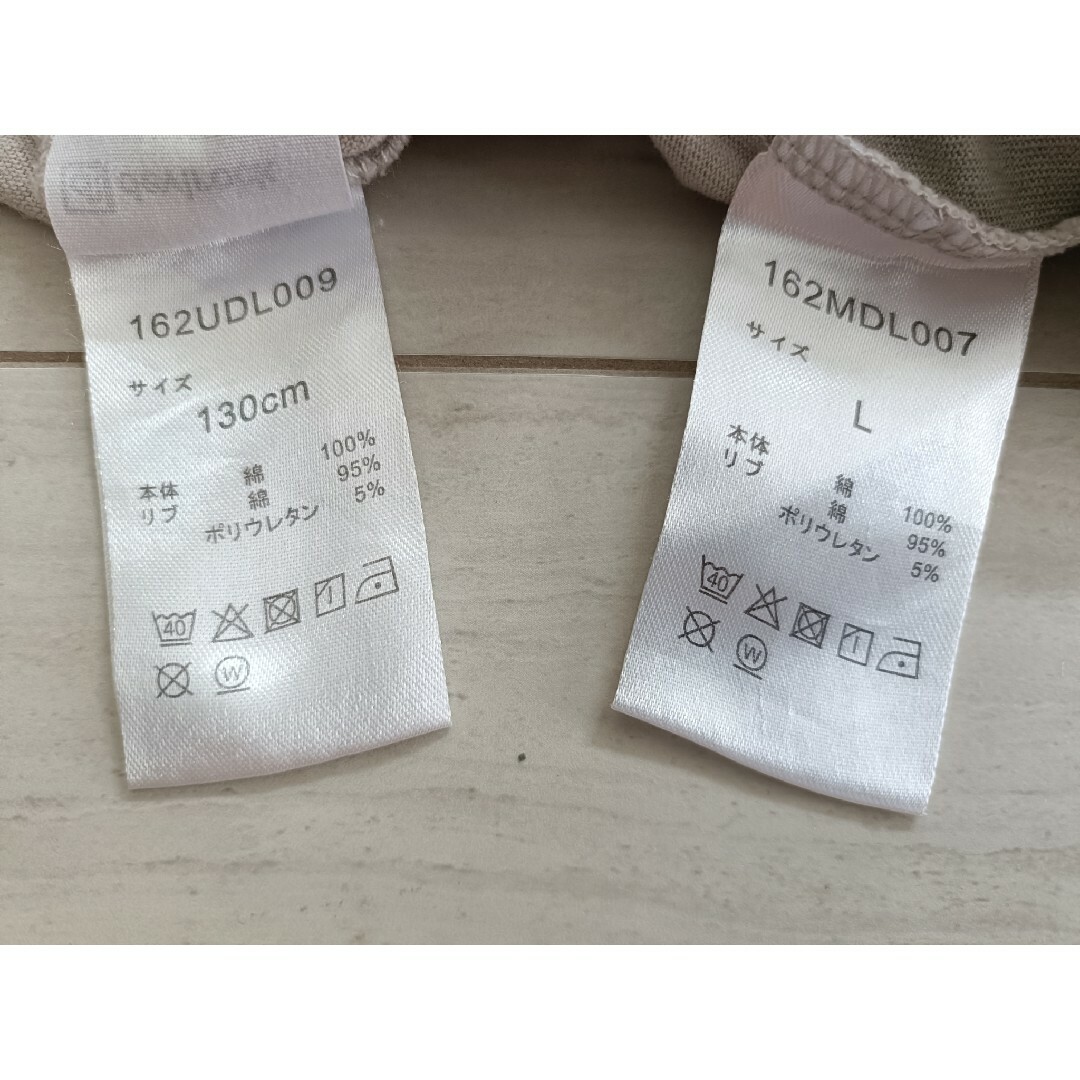 162UDL009
サイズ
130cm
本体 綿 100%
リブ 綿 95%
ポリウレタン 5%
40
W
162MDL007
サイズ
L
本体 綿 100%
リブ 綿 95%
ポリウレタン 5%
40
W